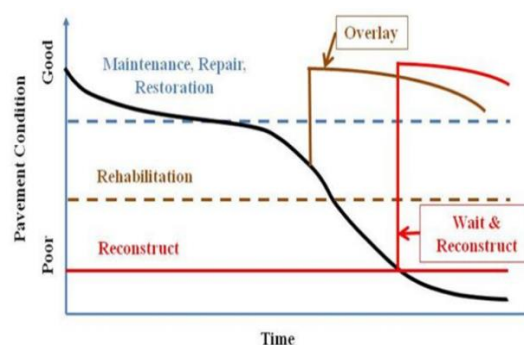 Overlay
Good
Maintenance, Repair,
Restoration
Pavement Condition
Rehabilitation
Wait &
Reconstruct
Reconstruct
Poor
Time